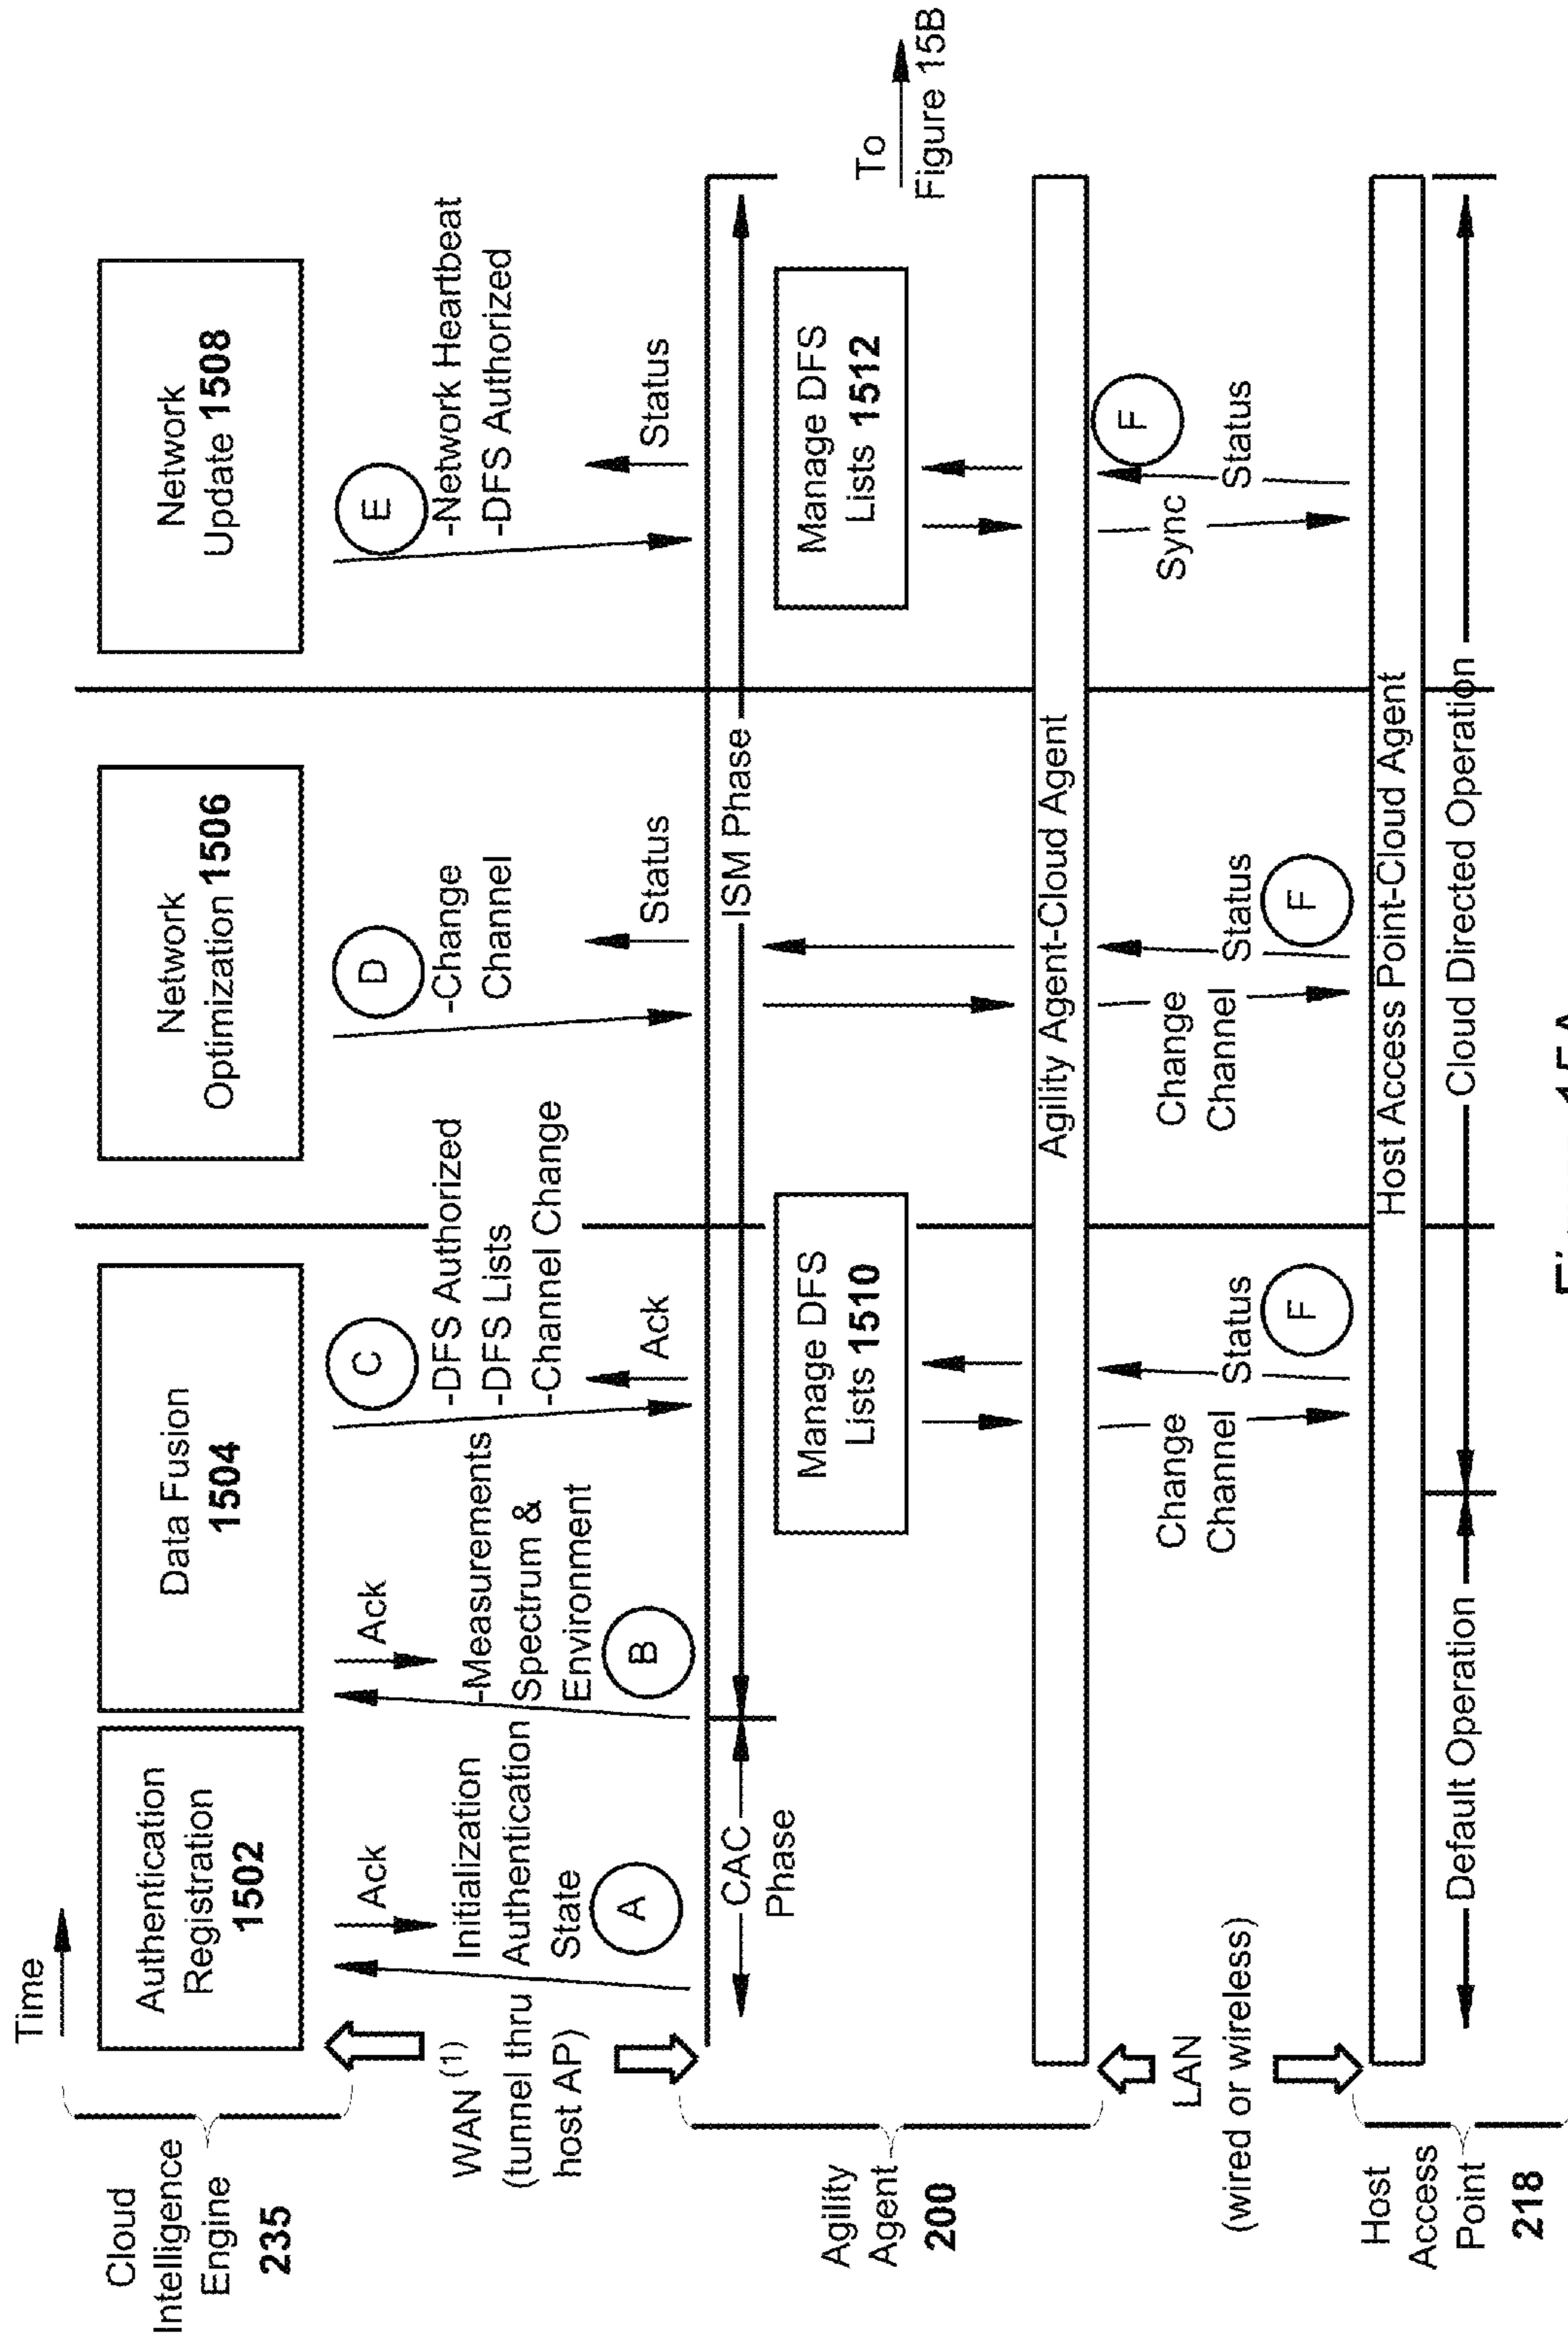 Time
Cloud
Intelligence
Engine
235
Authentication
Registration
1502
Data Fusion
1504
Network
Optimization 1506
Network
Update 1508
WAN (1)
(tunnel thru
host AP)
Ack
Initialization
Authentication
State
A
Ack
-Measurements
Spectrum &
Environment
B
C
-DFS Authorized
-DFS Lists
-Channel Change
Ack
D
-Change
Channel
Status
E
-Network Heartbeat
-DFS Authorized
Status
CAC
Phase
ISM Phase
Agility
Agent
200
Manage DFS
Lists 1510
Manage DFS
Lists 1512
To
Figure 15B
Agility Agent-Cloud Agent
LAN
(wired or wireless)
Change
Channel
Status
F
Change
Channel
Status
F
Sync
Status
F
Host
Access
Point
218
Host Access Point-Cloud Agent
Default Operation
Cloud Directed Operation